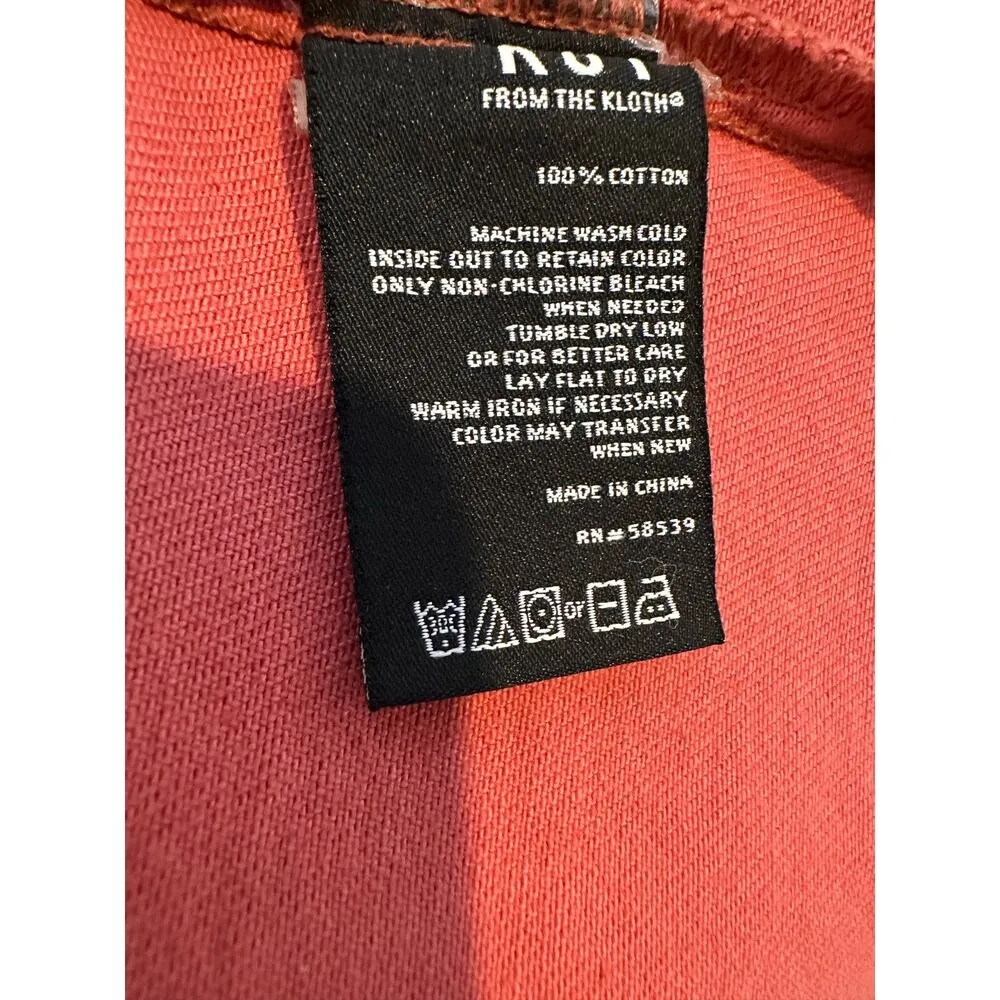 FROM THE KLOTH®
100% COTTON
MACHINE WASH COLD
INSIDE OUT TO RETAIN COLOR
ONLY NON-CHLORINE BLEACH
WHEN NEEDED
TUMBLE DRY LOW
OR FOR BETTER CARE
LAY FLAT TO DRY
WARM IRON IF NECESSARY
COLOR MAY TRANSFER
WHEN NEW
MADE IN CHINA
RN#58539
30C or